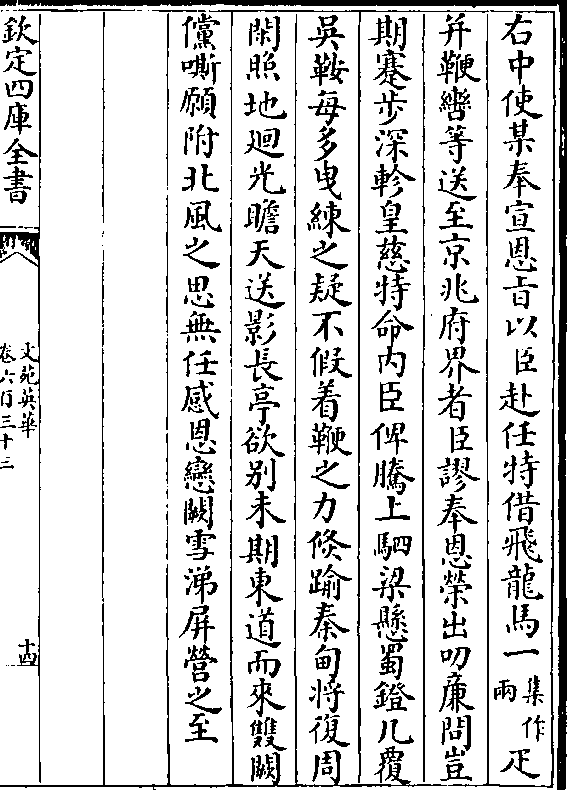 右中使某奉宣恩旨以臣赴任特借飛龍馬一集作兩疋
并鞭轡等送至京兆府界者臣謬奉恩榮出叨廉問豈
期蹇步深軫皇慈特命内臣俾騰上駟梁懸蜀鐙几覆
吳鞍每多曳練之疑不假着鞭之力倐踰秦甸将復周
閑照地廻光瞻天送影長亭欲别未期東道而來雙闕
儻嘶願附北風之思無任感恩戀闕雪涕屏營之至
欽定四庫全書
文苑英華
卷六百三十三
十四